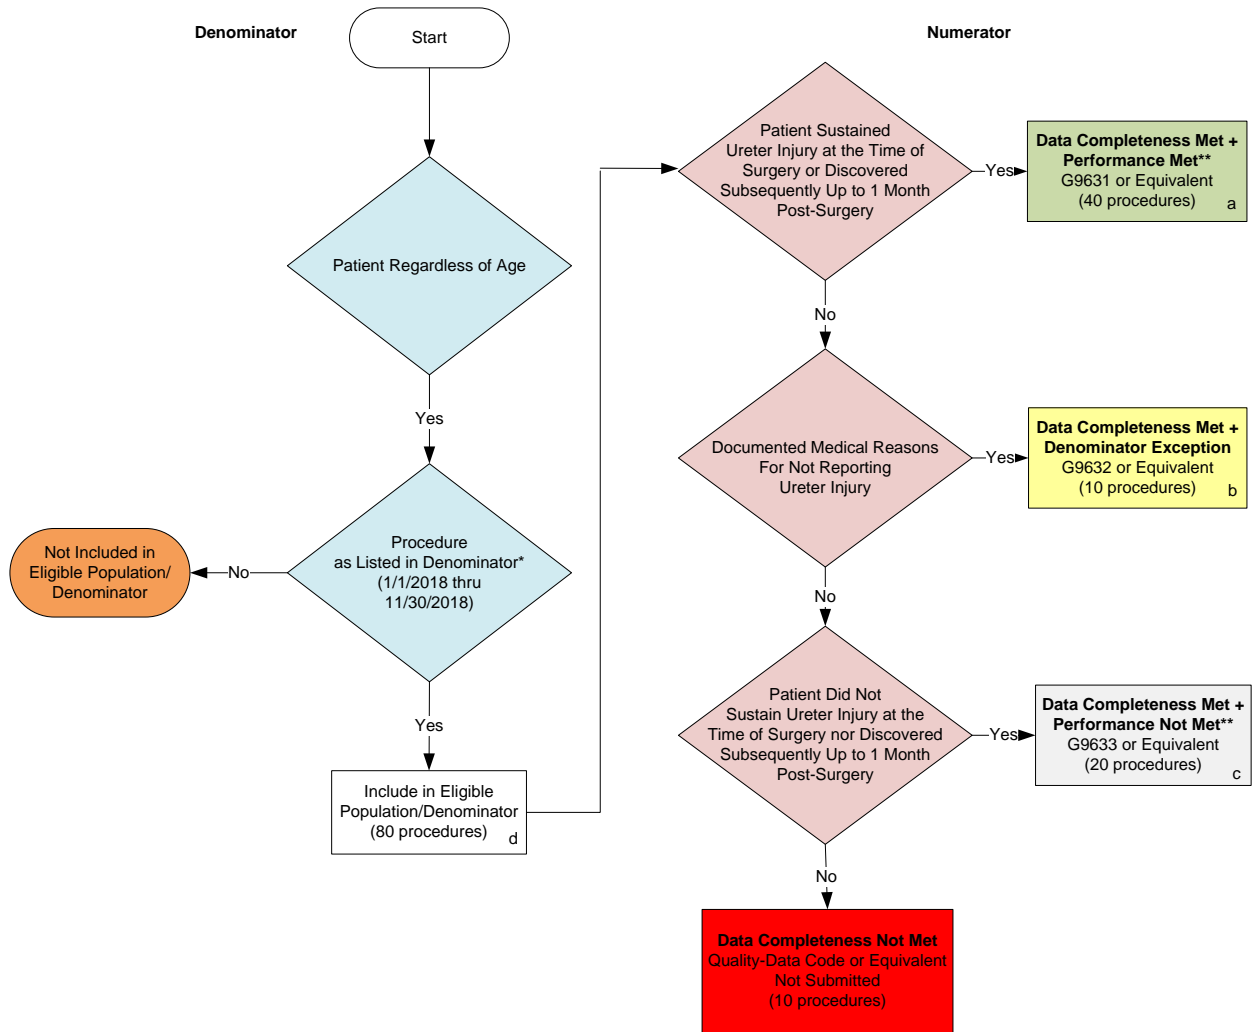 Denominator
Start
Patient Regardless of Age
Yes
Procedure
as Listed in Denominator*
(1/1/2018 thru
11/30/2018)
No
Not Included in
Eligible Population/
Denominator
Yes
Include in Eligible
Population/Denominator
(80 procedures)
d
Numerator
Patient Sustained
Ureter Injury at the Time of
Surgery or Discovered
Subsequently Up to 1 Month
Post-Surgery
Yes
Data Completeness Met +
Performance Met**
G9631 or Equivalent
(40 procedures)
a
No
Documented Medical Reasons
For Not Reporting
Ureter Injury
Yes
Data Completeness Met +
Denominator Exception
G9632 or Equivalent
(10 procedures)
b
No
Patient Did Not
Sustain Ureter Injury at the
Time of Surgery nor Discovered
Subsequently Up to 1 Month
Post-Surgery
Yes
Data Completeness Met +
Performance Not Met**
G9633 or Equivalent
(20 procedures)
c
No
Data Completeness Not Met
Quality-Data Code or Equivalent
Not Submitted
(10 procedures)